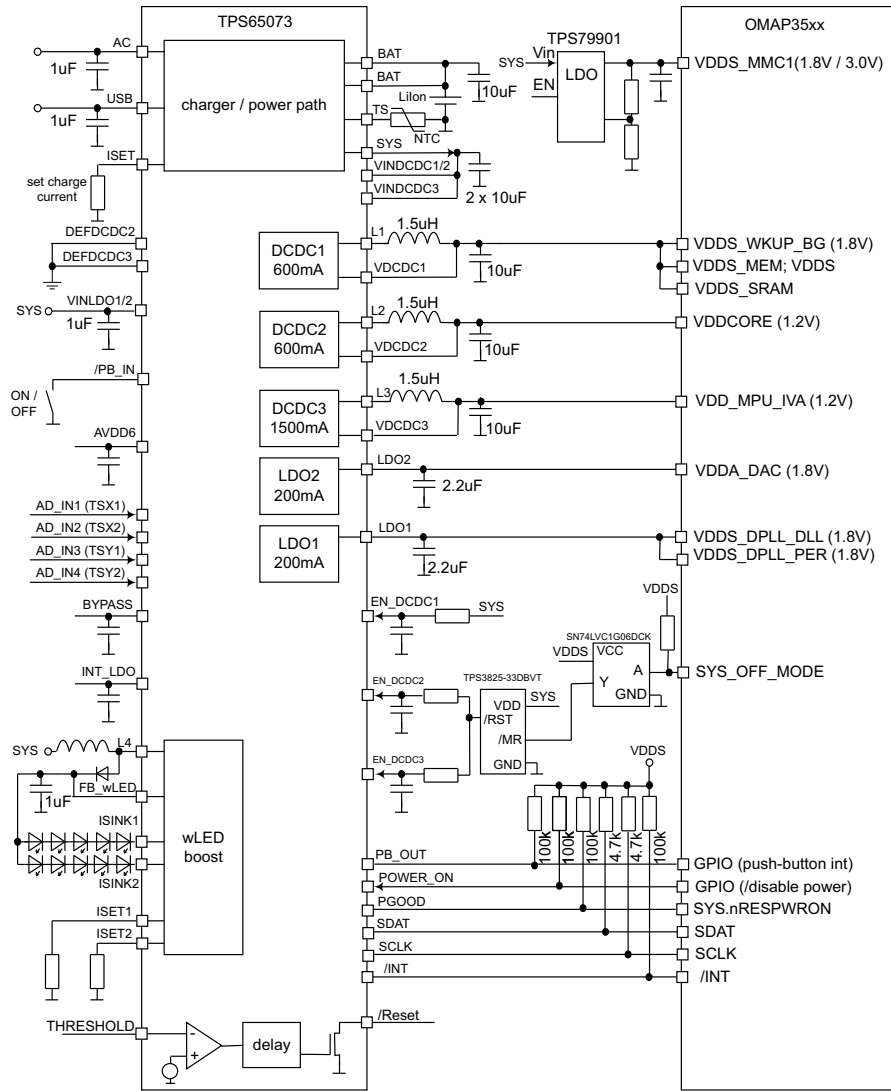 TPS65073
OMAP35xx
AC
1uF
USB
1uF
ISET
set charge
current
charger / power path
BAT
BAT
LiIon
10uF
TS
NTC
SYS
VINDCDC1/2
VINDCDC3
2 x 10uF
TPS79901
SYS
Vin
EN
LDO
VDDS_MMC1(1.8V / 3.0V)
DEFDCDC2
DEFDCDC3
DCDC1
600mA
L1
1.5uH
VDCDC1
10uF
VDDS_WKUP_BG (1.8V)
VDDS_MEM; VDDS
VDDS_SRAM
SYS
VINLDO1/2
1uF
DCDC2
600mA
L2
1.5uH
VDCDC2
10uF
VDDCORE (1.2V)
/PB_IN
ON /
OFF
DCDC3
1500mA
L3
1.5uH
VDCDC3
10uF
VDD_MPU_IVA (1.2V)
AVDD6
LDO2
200mA
LDO2
2.2uF
VDDA_DAC (1.8V)
AD_IN1 (TSX1)
AD_IN2 (TSX2)
AD_IN3 (TSY1)
AD_IN4 (TSY2)
LDO1
200mA
LDO1
2.2uF
VDDS_DPLL_DLL (1.8V)
VDDS_DPLL_PER (1.8V)
BYPASS
EN_DCDC1
SYS
VDDS
SN74LVC1G06DCK
VDDS
VCC
A
Y
GND
SYS_OFF_MODE
INT_LDO
EN_DCDC2
TPS3825-33DBVT
VDD
SYS
/RST
/MR
GND
EN_DCDC3
VDDS
SYS
L4
FB_wLED
1uF
ISINK1
ISINK2
wLED
boost
ISET1
ISET2
100k
100k
100k
4.7k
4.7k
100k
PB_OUT
GPIO (push-button int)
POWER_ON
GPIO (/disable power)
PGOOD
SYS.nRESPWRON
SDAT
SDAT
SCLK
SCLK
/INT
/INT
THRESHOLD
-
+
delay
/Reset